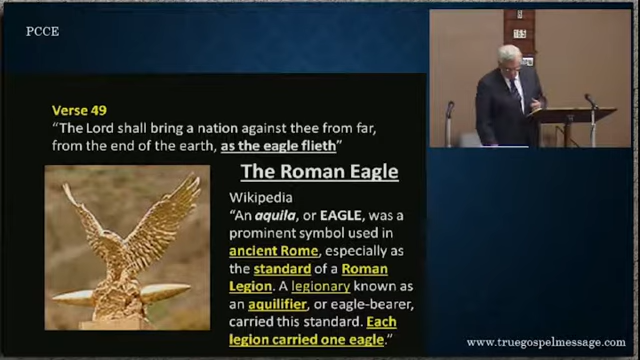 PCCE
Verse 49
“The Lord shall bring a nation against thee from far,
from the end of the earth, as the eagle flieth”
The Roman Eagle
Wikipedia
“An aquila, or EAGLE, was a
prominent symbol used in
ancient Rome, especially as
the standard of a Roman
Legion. A legionary known as
an aquilifier, or eagle-bearer,
carried this standard. Each
legion carried one eagle.”
www.truegospelmessage.com